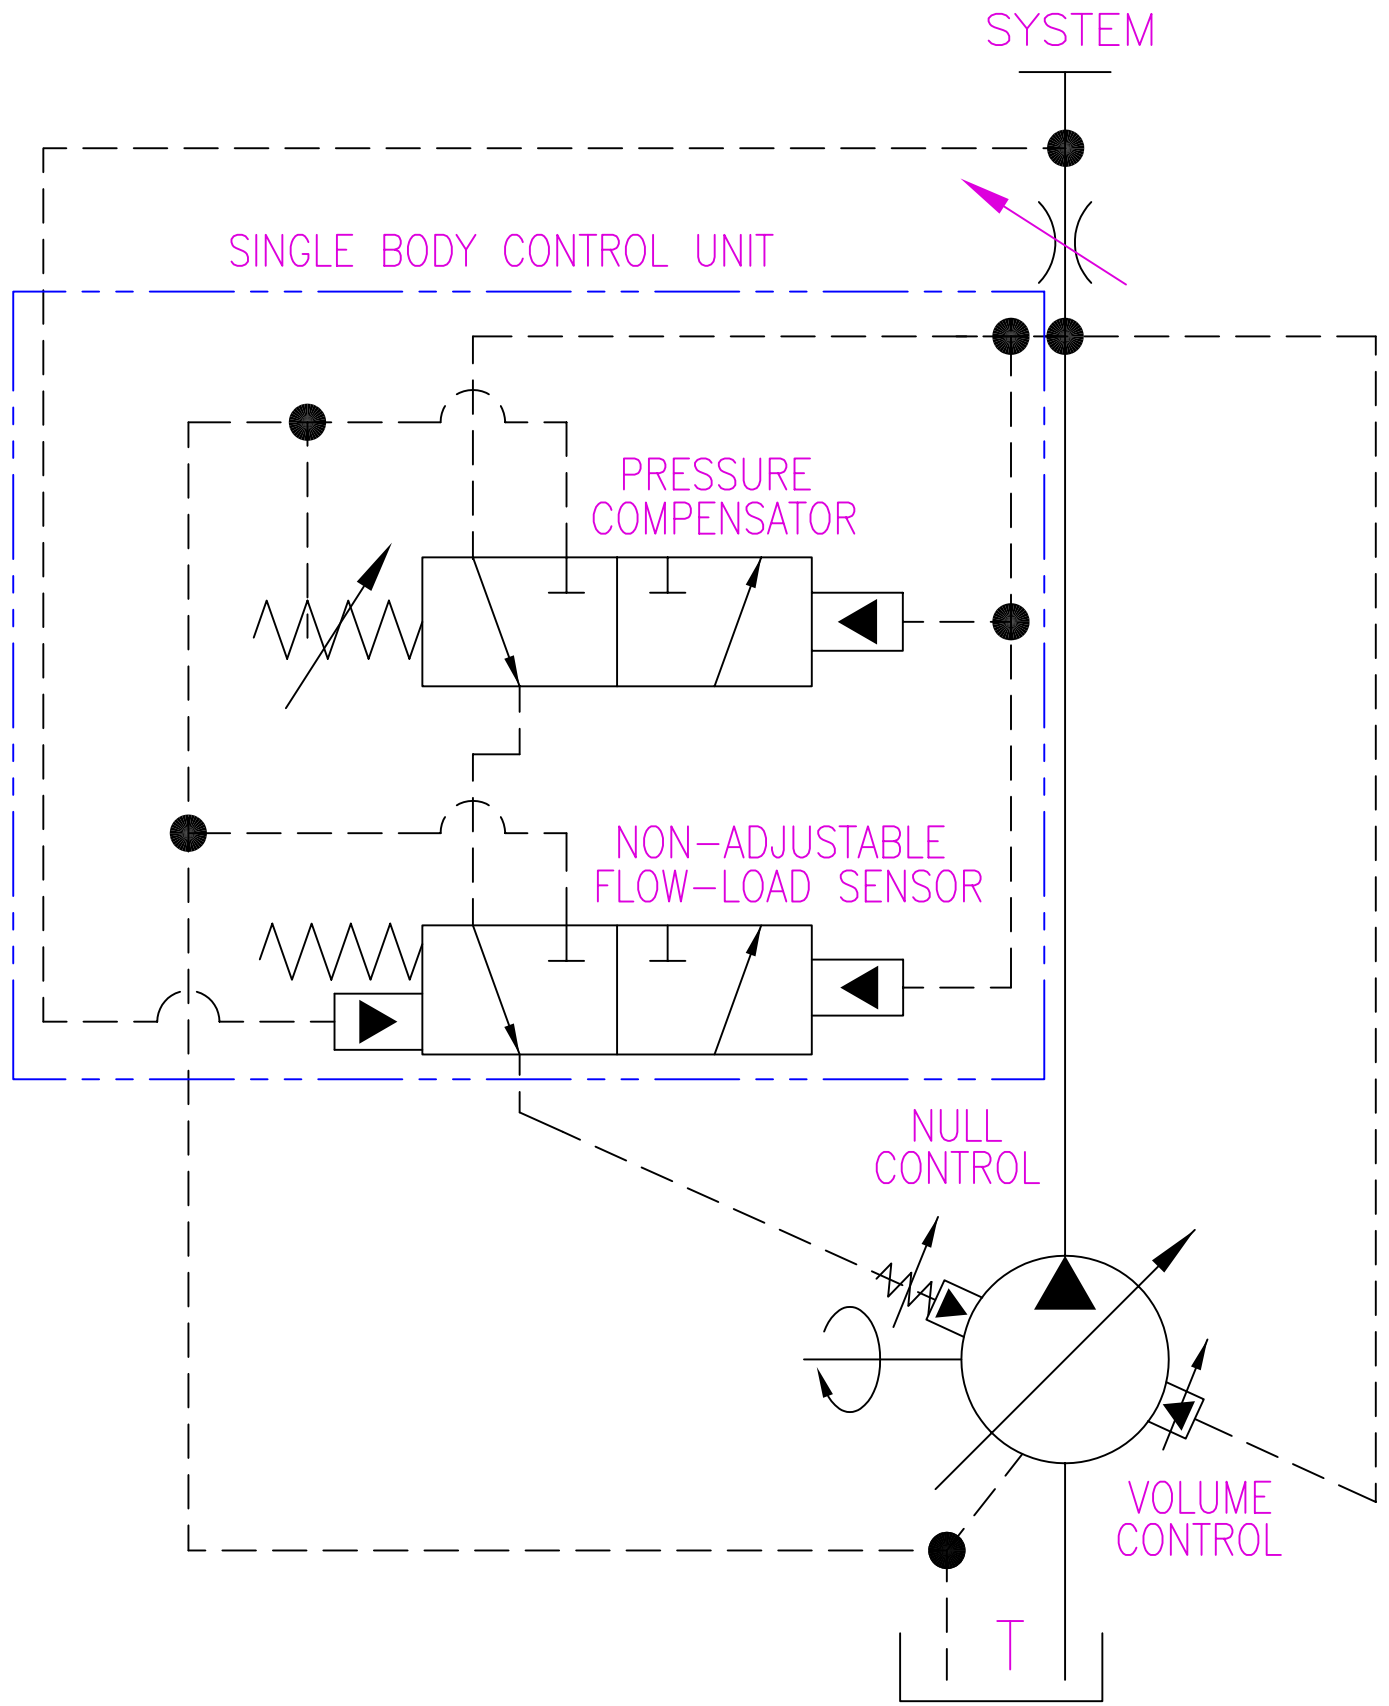 SYSTEM
SINGLE BODY CONTROL UNIT
PRESSURE
COMPENSATOR
NON-ADJUSTABLE
FLOW-LOAD SENSOR
NULL
CONTROL
VOLUME
CONTROL
T